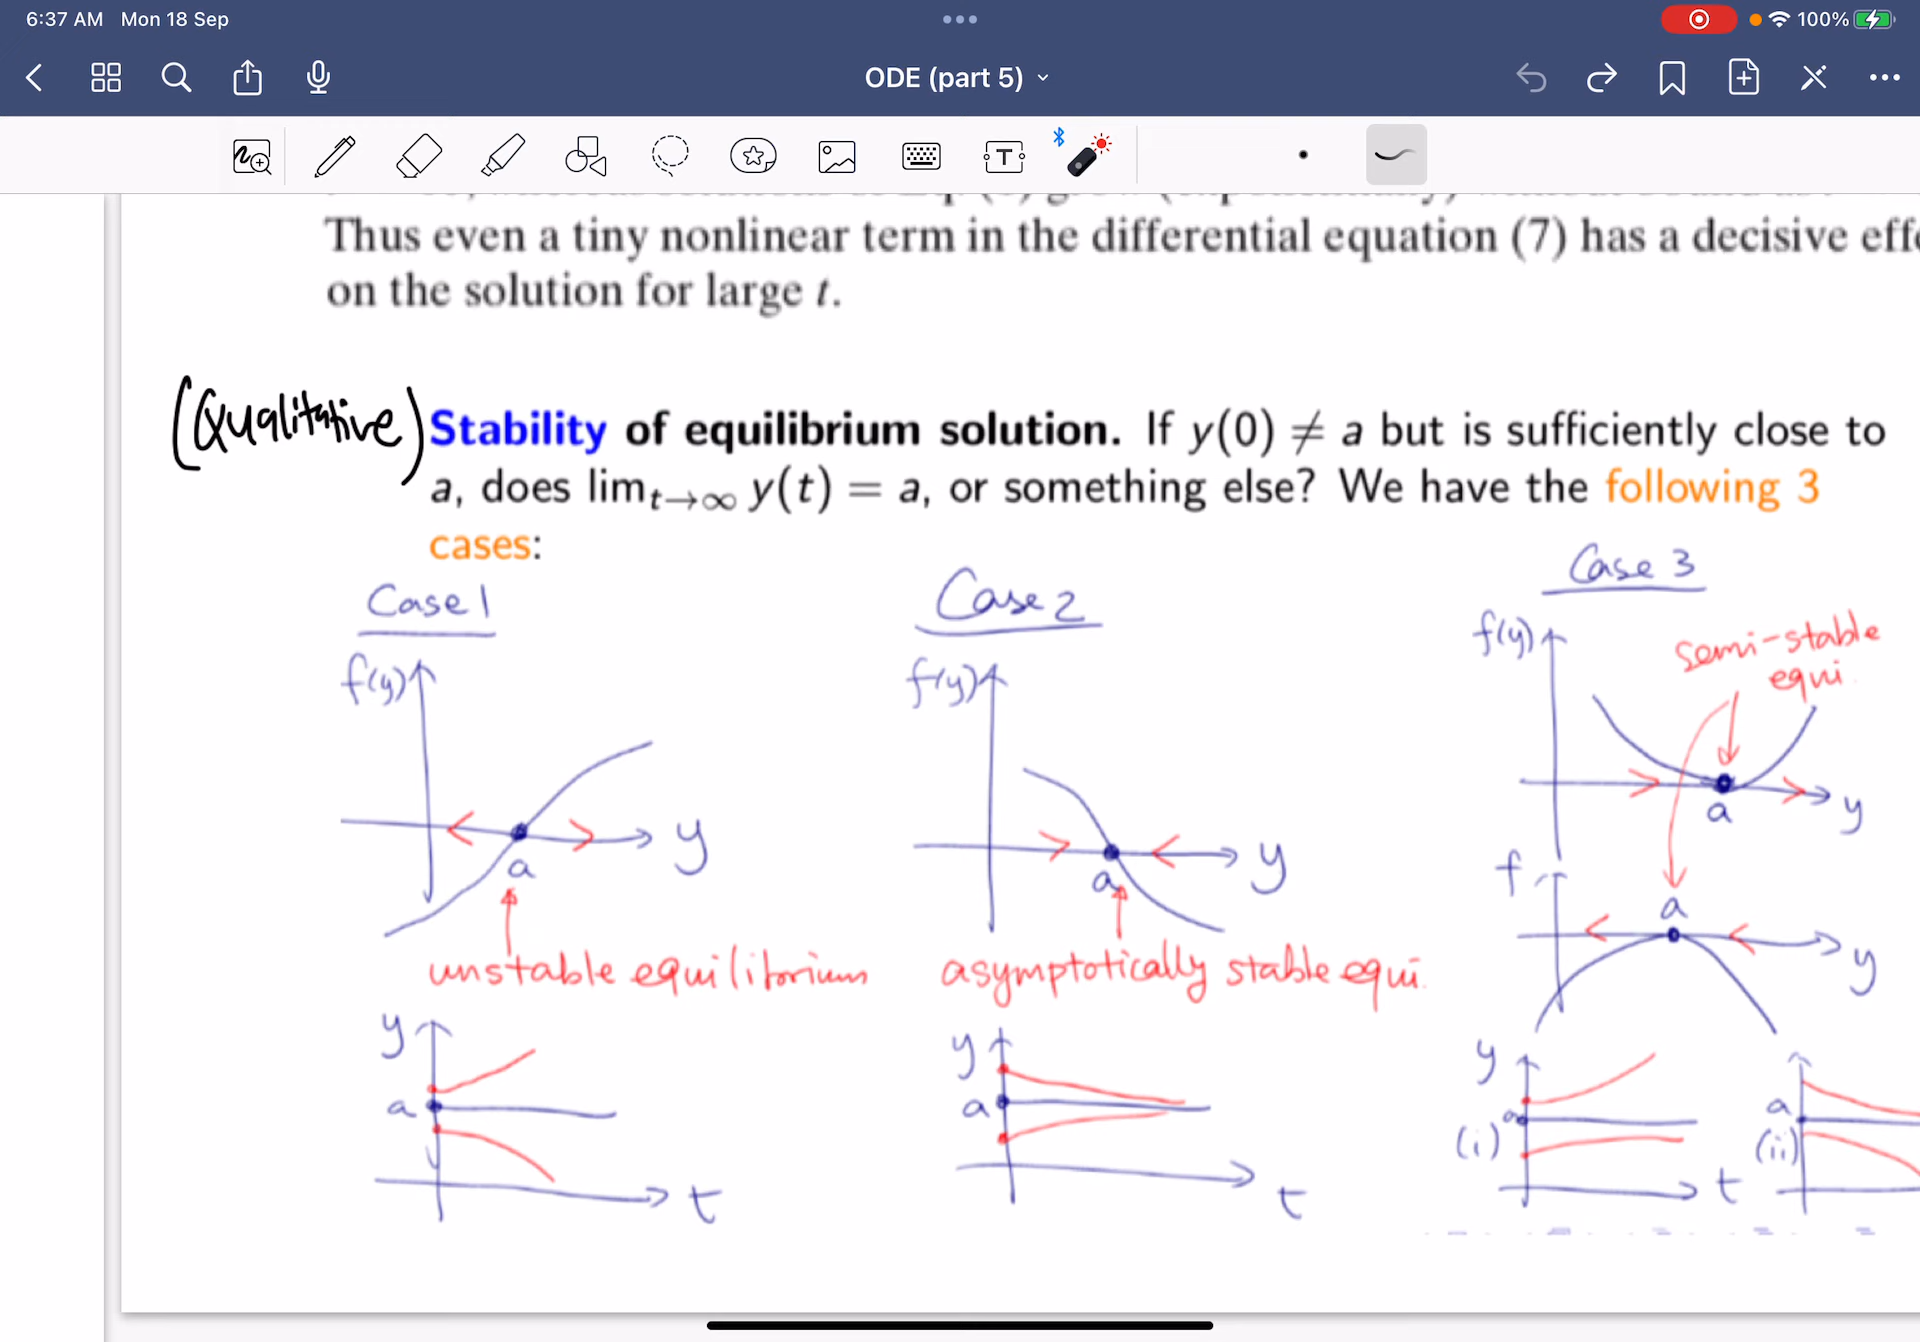 6:37 AM Mon 18 Sep
100%
ODE (part 5)
T
Thus even a tiny nonlinear term in the differential equation (7) has a decisive eff
on the solution for large t.
(Qualitative) Stability of equilibrium solution. If y(0) ≠ a but is sufficiently close to
a, does lim t→∞ y(t) = a, or something else? We have the following 3
cases:
Case 1
f(y)
y
a
unstable equilibrium
y
a
t
Case 2
f(y)
y
a
asymptotically stable equi.
y
a
t
Case 3
f(y)
semi-stable
equi.
a
y
f
a
y
y
a
(i)
t
a
(ii)